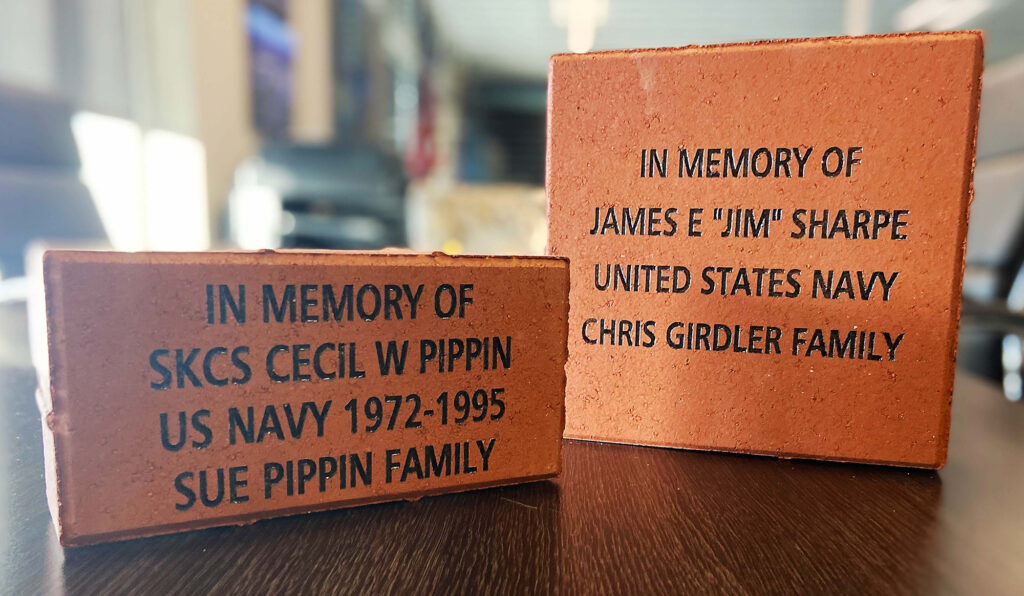 IN MEMORY OF
SKCS CECIL W PIPPIN
US NAVY 1972-1995
SUE PIPPIN FAMILY
IN MEMORY OF
JAMES E "JIM" SHARPE
UNITED STATES NAVY
CHRIS GIRDLER FAMILY